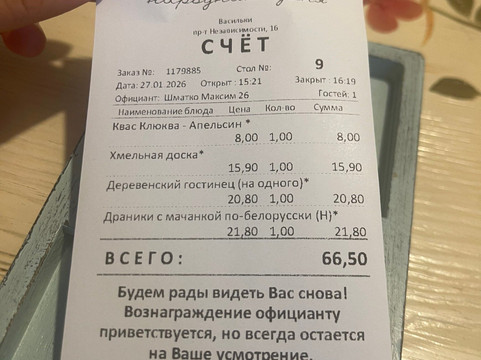 Васильки
пр-т Независимости, 16
СЧЁТ
Заказ №: 1179885 Стол №: 9
Дата: 27.01.2026 Открыт: 15:21 Закрыт: 16:19
Официант: Шматко Максим 26 Гостей: 1
Наименование блюда Цена Кол-во Сумма
Квас Клюква - Апельсин *
8,00 1,00 8,00
Хмельная доска*
15,90 1,00 15,90
Деревенский гостинец (на одного)*
20,80 1,00 20,80
Драники с мачанкой по-белорусски (Н)*
21,80 1,00 21,80
ВСЕГО: 66,50
Будем рады видеть Вас снова!
Вознаграждение официанту
приветствуется, но всегда остается
на Ваше усмотрение.